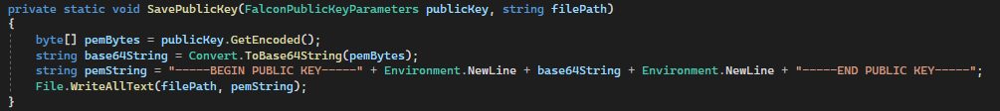 private static void SavePublicKey(FalconPublicKeyParameters publicKey, string filePath)
{
    byte[] pemBytes = publicKey.GetEncoded();
    string base64String = Convert.ToBase64String(pemBytes);
    string pemString = "-----BEGIN PUBLIC KEY-----" + Environment.NewLine + base64String + Environment.NewLine + "-----END PUBLIC KEY-----";
    File.WriteAllText(filePath, pemString);
}